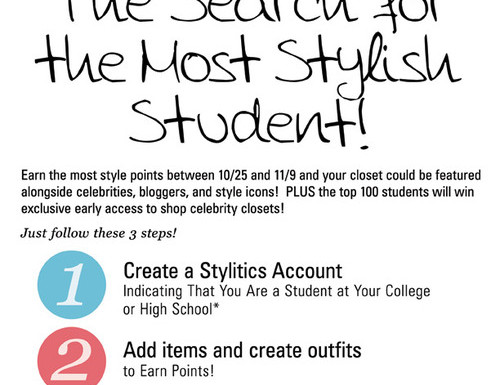 The Search for
the Most Stylish
Student!
Earn the most style points between 10/25 and 11/9 and your closet could be featured
alongside celebrities, bloggers, and style icons!  PLUS the top 100 students will win
exclusive early access to shop celebrity closets!
Just follow these 3 steps!
1 Create a Stylitics Account
Indicating That You Are a Student at Your College
or High School*
2 Add items and create outfits
to Earn Points!